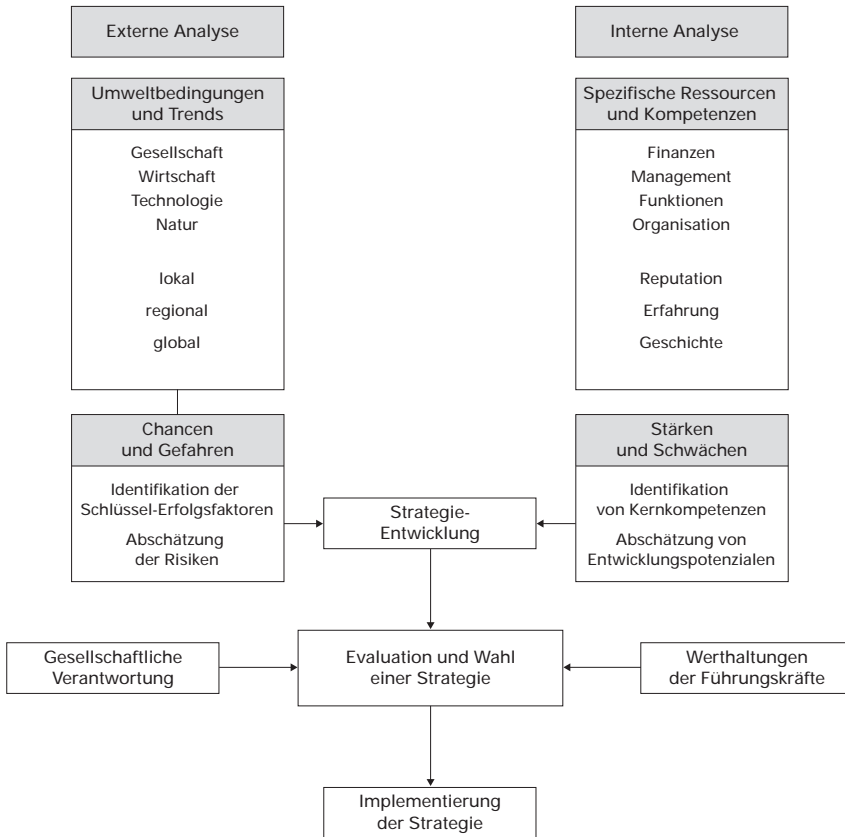 Externe Analyse
Interne Analyse
Umweltbedingungen
und Trends
Gesellschaft
Wirtschaft
Technologie
Natur
lokal
regional
global
Spezifische Ressourcen
und Kompetenzen
Finanzen
Management
Funktionen
Organisation
Reputation
Erfahrung
Geschichte
Chancen
und Gefahren
Identifikation der
Schlüssel-Erfolgsfaktoren
Abschätzung
der Risiken
Strategie-
Entwicklung
Stärken
und Schwächen
Identifikation
von Kernkompetenzen
Abschätzung von
Entwicklungspotenzialen
Gesellschaftliche
Verantwortung
Evaluation und Wahl
einer Strategie
Werthaltungen
der Führungskräfte
Implementierung
der Strategie